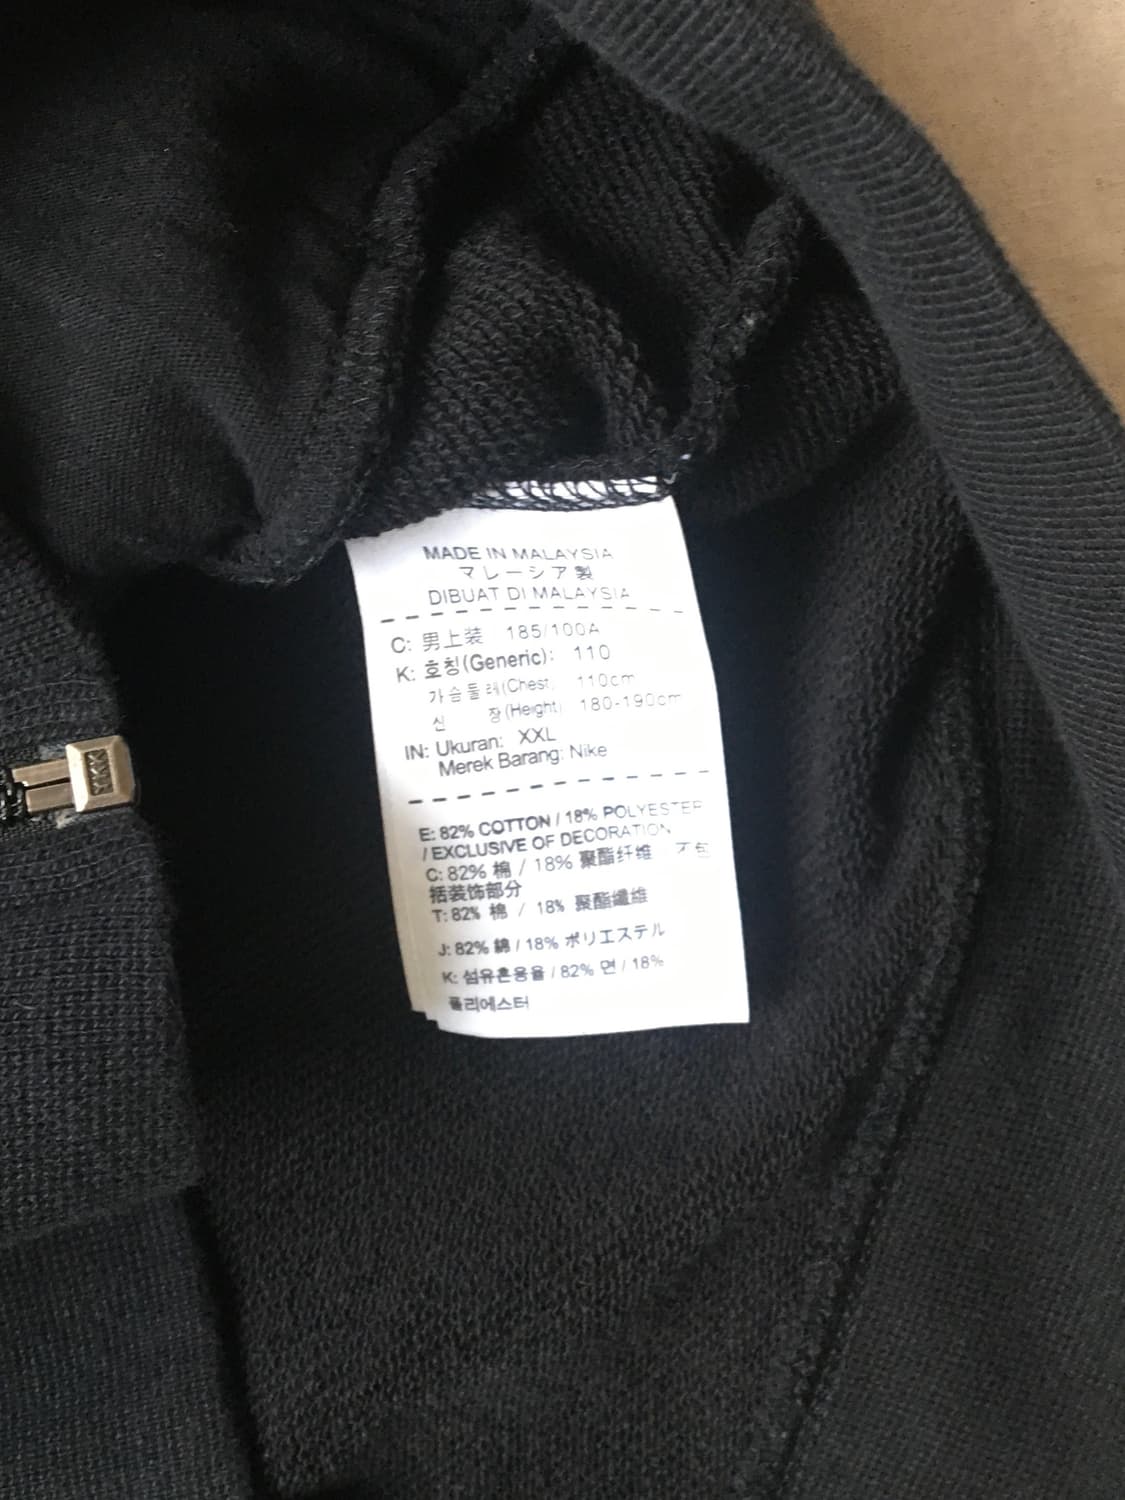 MADE IN MALAYSIA
マレーシア製
DIBUAT DI MALAYSIA
C: 男上装 185/100A
K: 호칭(Generic): 110
가슴둘레(Chest) 110cm
신 장(Height) 180-190cm
IN: Ukuran: XXL
Merek Barang: Nike
E: 82% COTTON / 18% POLYESTER
/ EXCLUSIVE OF DECORATION
C: 82% 棉 / 18% 聚酯纤维 不包
括装饰部分
T: 82% 棉 / 18% 聚酯纖維
J: 82% 綿 / 18% ポリエステル
K: 섬유혼용율 / 82% 면 / 18%
폴리에스터
YKK